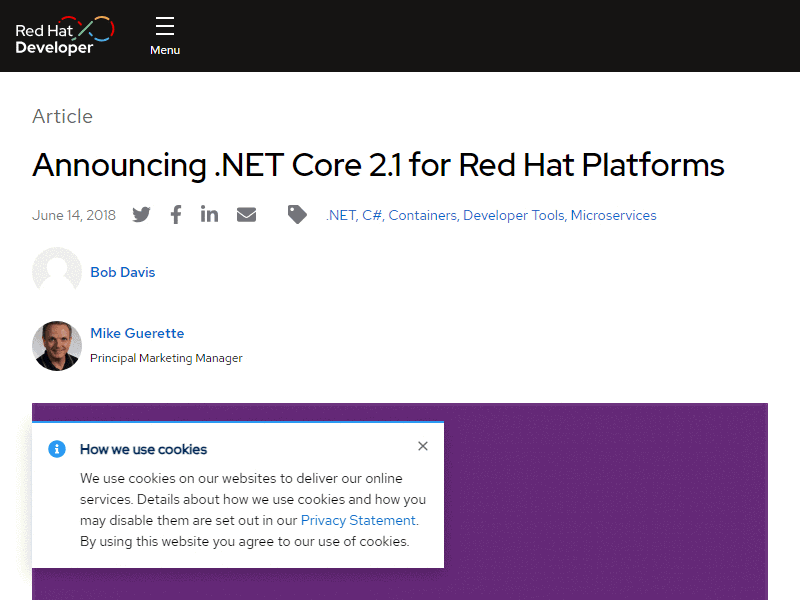 Red Hat
Developer
Menu
Article
Announcing .NET Core 2.1 for Red Hat Platforms
June 14, 2018
.NET, C#, Containers, Developer Tools, Microservices
Bob Davis
Mike Guerette
Principal Marketing Manager
How we use cookies
We use cookies on our websites to deliver our online
services. Details about how we use cookies and how you
may disable them are set out in our Privacy Statement.
By using this website you agree to our use of cookies.